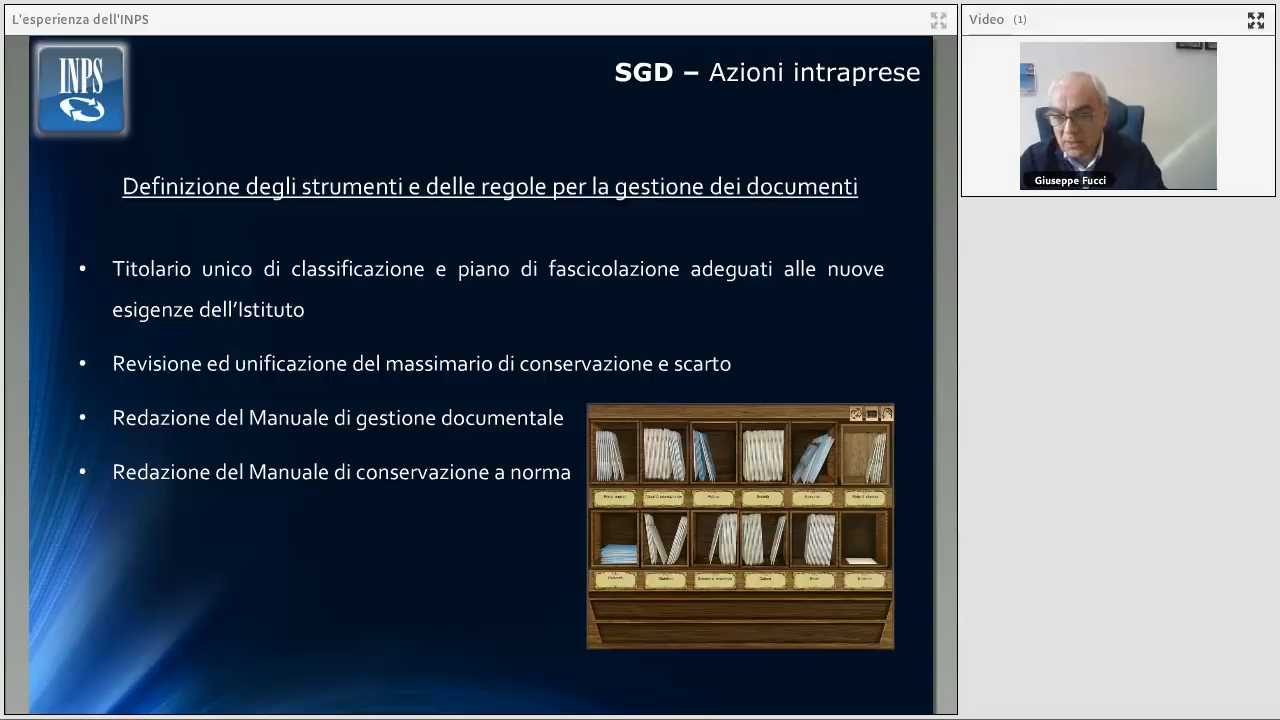 L'esperienza dell'INPS
Video (1)
INPS
SGD – Azioni intraprese
Giuseppe Fucci
Definizione degli strumenti e delle regole per la gestione dei documenti
• Titolario unico di classificazione e piano di fascicolazione adeguati alle nuove
esigenze dell’Istituto
• Revisione ed unificazione del massimario di conservazione e scarto
• Redazione del Manuale di gestione documentale
• Redazione del Manuale di conservazione a norma